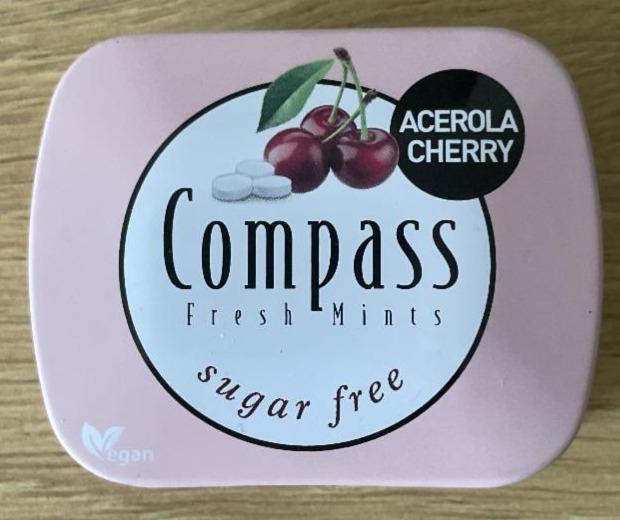 ACEROLA
CHERRY
Compass
Fresh Mints
sugar free
Vegan